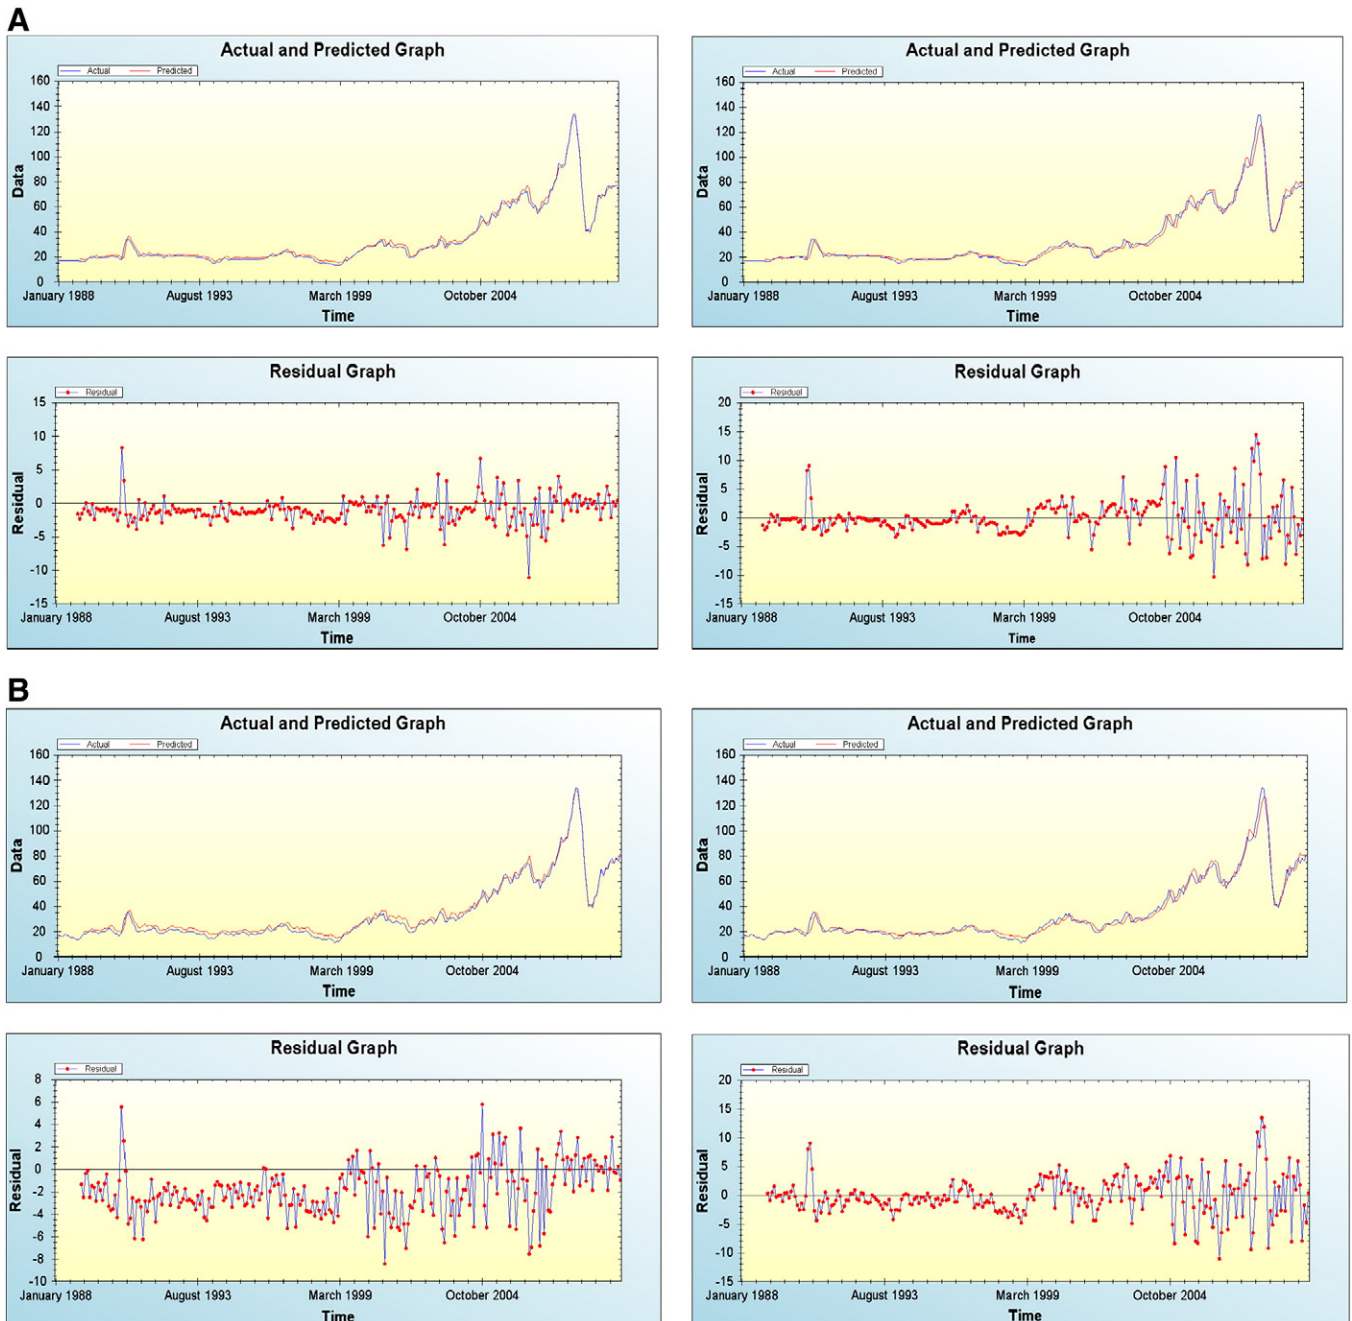 A
Actual and Predicted Graph
Actual Predicted
160
140
120
100
80
60
40
20
0
Data
January 1988 August 1993 March 1999 October 2004
Time
Actual and Predicted Graph
Actual Predicted
160
140
120
100
80
60
40
20
0
Data
January 1988 August 1993 March 1999 October 2004
Time
Residual Graph
Residual
15
10
5
0
-5
-10
-15
Residual
January 1988 August 1993 March 1999 October 2004
Time
Residual Graph
Residual
20
15
10
5
0
-5
-10
-15
Residual
January 1988 August 1993 March 1999 October 2004
Time
B
Actual and Predicted Graph
Actual Predicted
160
140
120
100
80
60
40
20
0
Data
January 1988 August 1993 March 1999 October 2004
Time
Actual and Predicted Graph
Actual Predicted
160
140
120
100
80
60
40
20
0
Data
January 1988 August 1993 March 1999 October 2004
Time
Residual Graph
Residual
8
6
4
2
0
-2
-4
-6
-8
-10
Residual
January 1988 August 1993 March 1999 October 2004
Time
Residual Graph
Residual
20
15
10
5
0
-5
-10
-15
Residual
January 1988 August 1993 March 1999 October 2004
Time